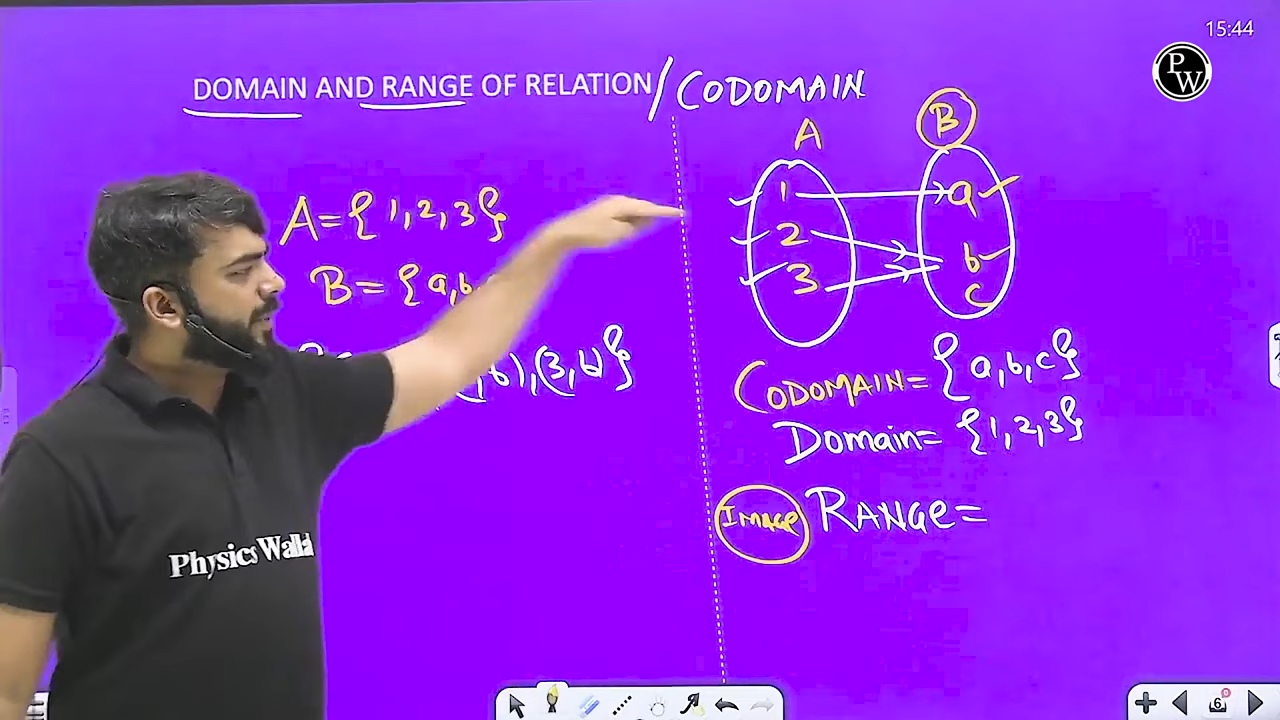 15:44
P
W
DOMAIN AND RANGE OF RELATION / CODOMAIN
A
B
A={1,2,3}
B={a,b
),(3,b)}
1
2
3
a
b
c
CODOMAIN= {a,b,c}
Domain= {1,2,3}
IMAGE RANGE=
Physics Wallah
6